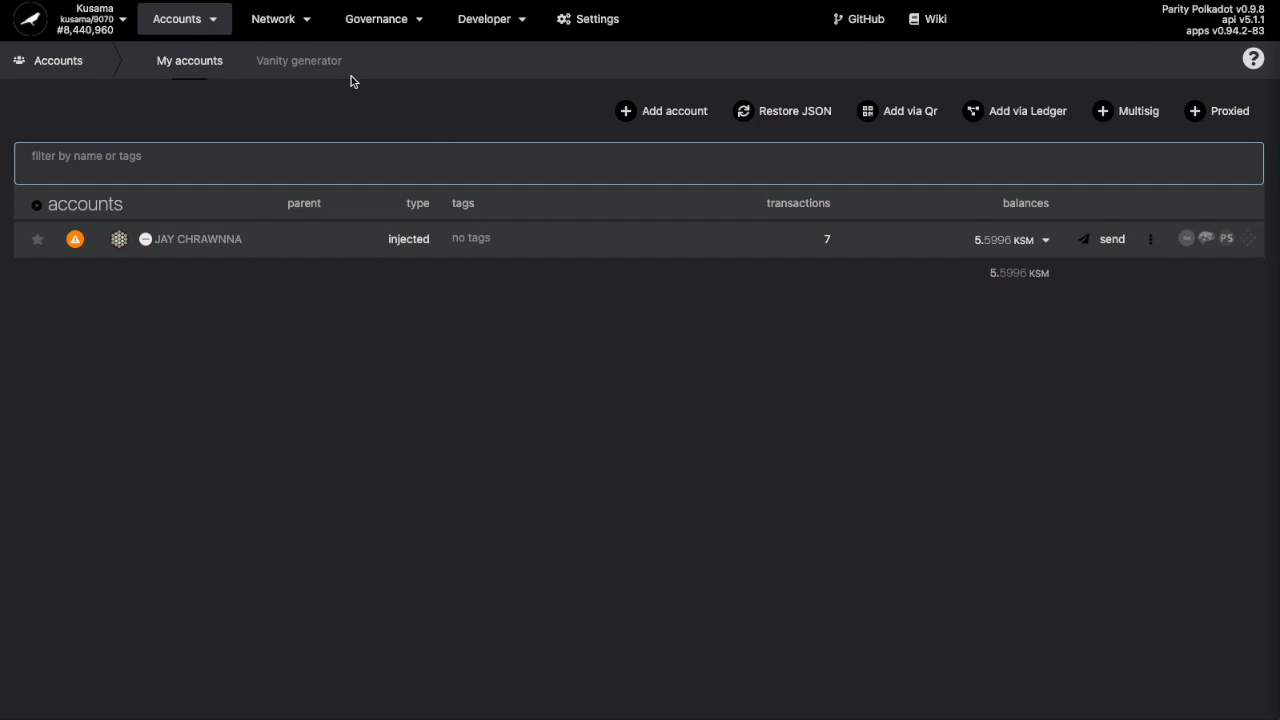 Kusama
kusama/9070
#8,440,960
Accounts
Network
Governance
Developer
Settings
GitHub
Wiki
Parity Polkadot v0.9.8
api v5.1.1
apps v0.94.2-83
Accounts
My accounts
Vanity generator
?
Add account
Restore JSON
Add via Qr
Add via Ledger
Multisig
Proxied
filter by name or tags
accounts parent type tags transactions balances
JAY CHRAWNNA injected no tags 7 5.5996 KSM send PS
5.5996 KSM